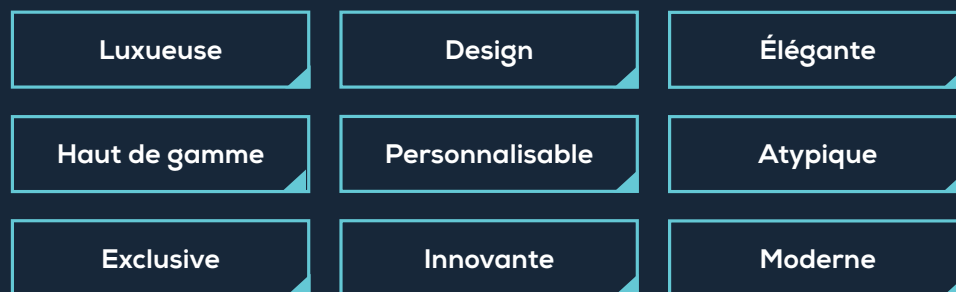 Luxueuse
Design
Élégante
Haut de gamme
Personnalisable
Atypique
Exclusive
Innovante
Moderne